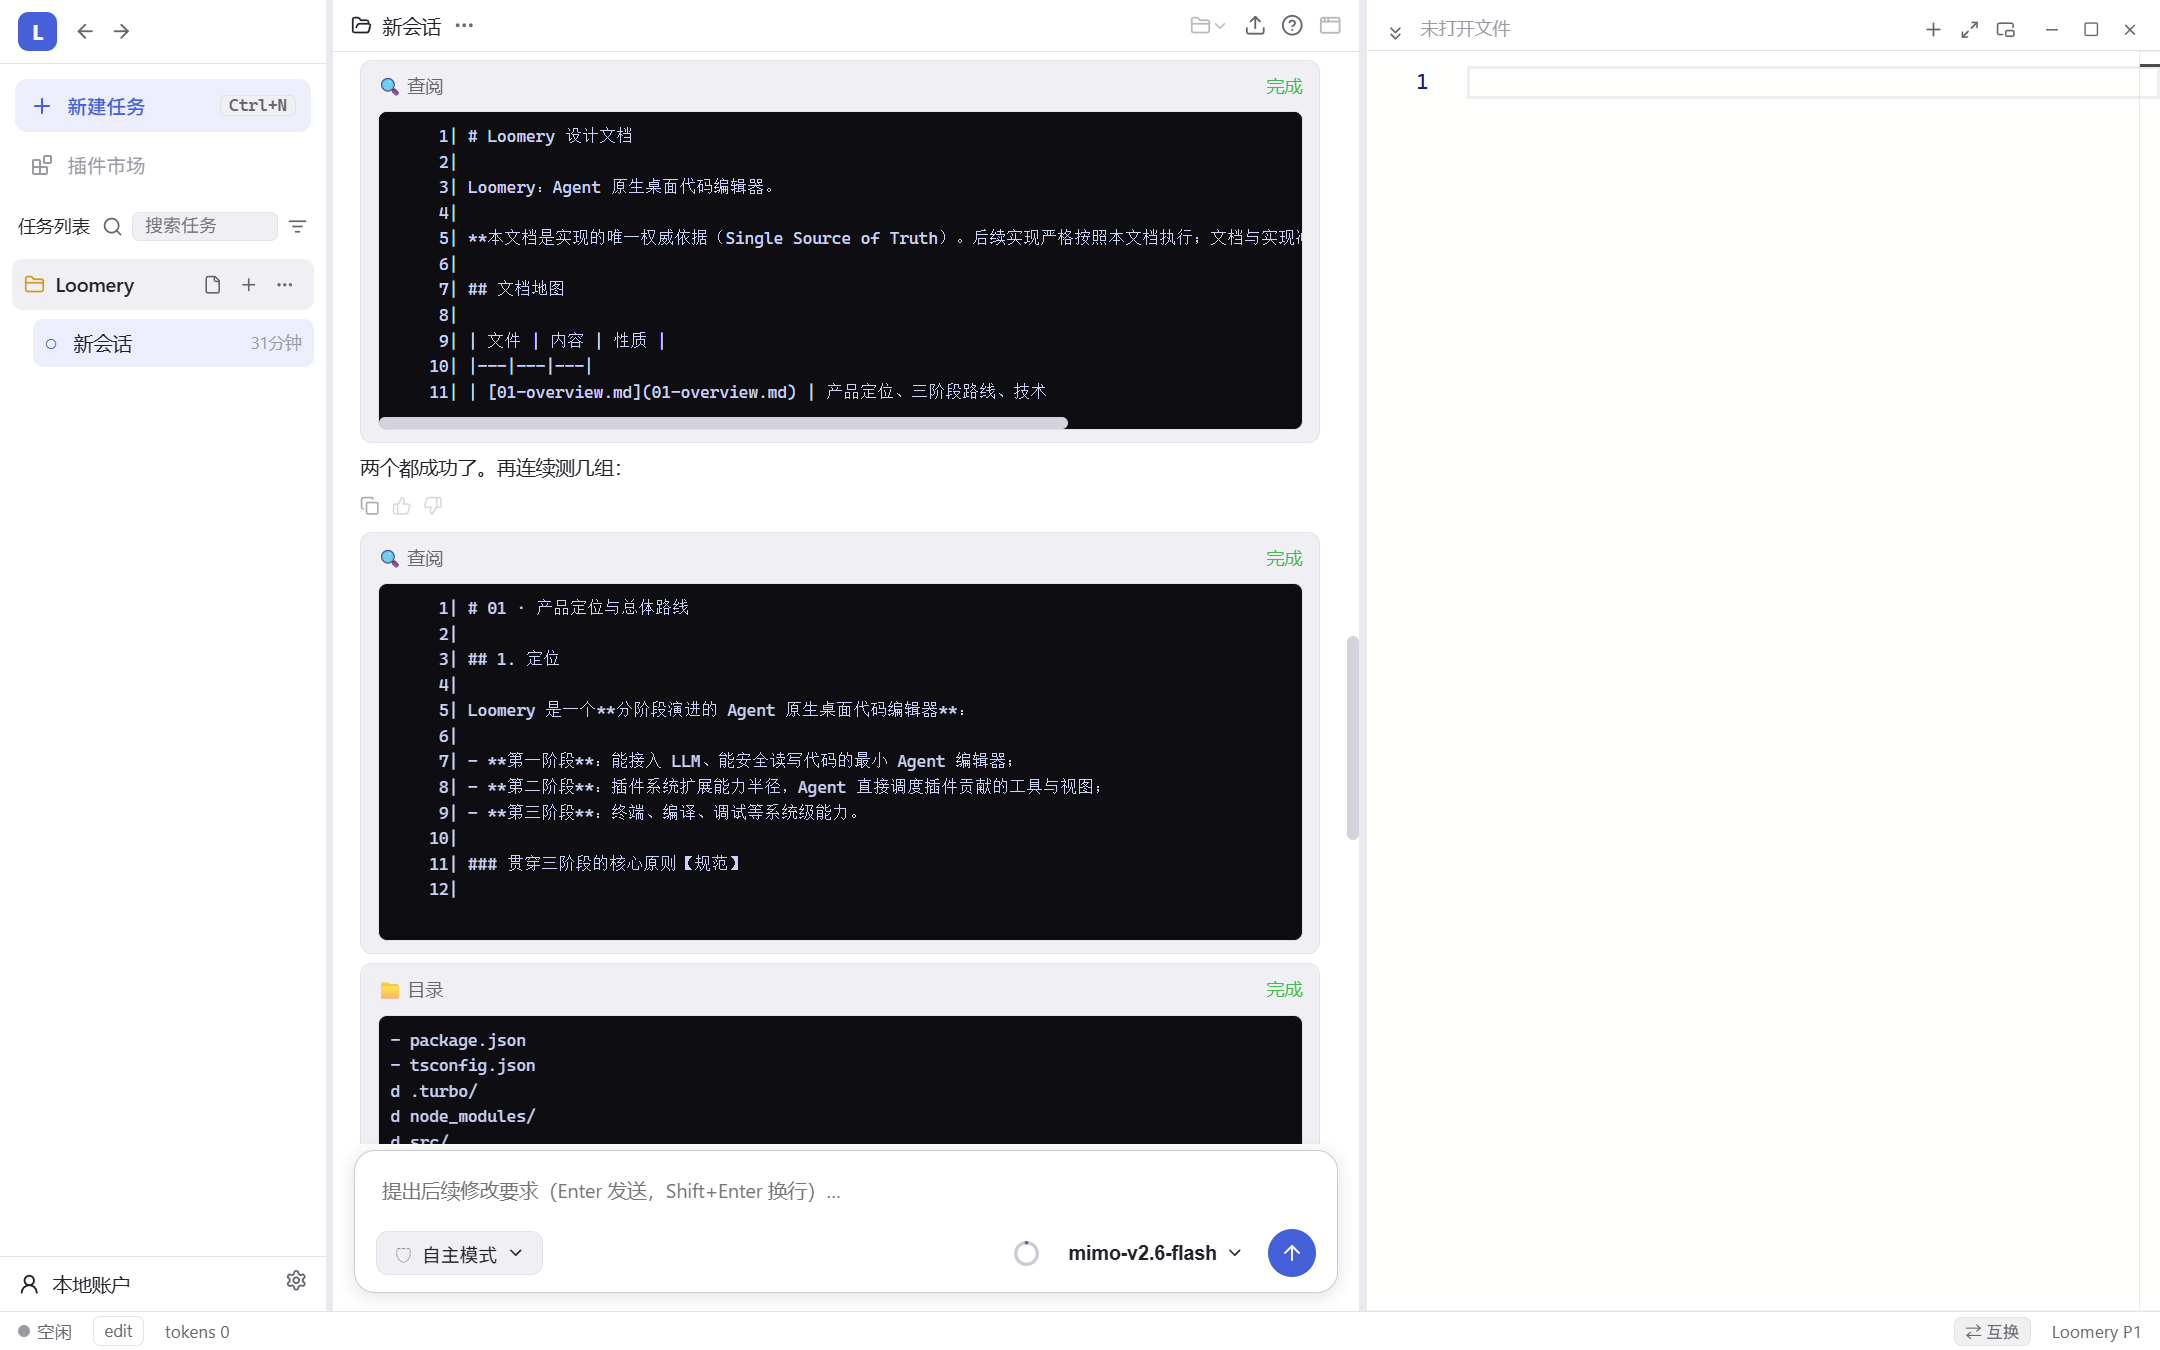 L
新建任务 Ctrl+N
插件市场
任务列表 搜索任务
Loomery
新会话 31分钟
本地账户
新会话
查阅 完成
1| # Loomery 设计文档
2|
3| Loomery：Agent 原生桌面代码编辑器。
4|
5| **本文档是实现的唯一权威依据（Single Source of Truth）。后续实现严格按照本文档执行；文档与实现
6|
7| ## 文档地图
8|
9| | 文件 | 内容 | 性质 |
10| |---|---|---|
11| | [01-overview.md](01-overview.md) | 产品定位、三阶段路线、技术
两个都成功了。再连续测几组：
查阅 完成
1| # 01 · 产品定位与总体路线
2|
3| ## 1. 定位
4|
5| Loomery 是一个**分阶段演进的 Agent 原生桌面代码编辑器**：
6|
7| - **第一阶段**：能接入 LLM、能安全读写代码的最小 Agent 编辑器；
8| - **第二阶段**：插件系统扩展能力半径，Agent 直接调度插件贡献的工具与视图；
9| - **第三阶段**：终端、编译、调试等系统级能力。
10|
11| ### 贯穿三阶段的核心原则【规范】
12|
目录 完成
- package.json
- tsconfig.json
d .turbo/
d node_modules/
d src/
提出后续修改要求（Enter 发送，Shift+Enter 换行）...
自主模式 mimo-v2.6-flash
未打开文件
1
空闲 edit tokens 0 互换 Loomery P1